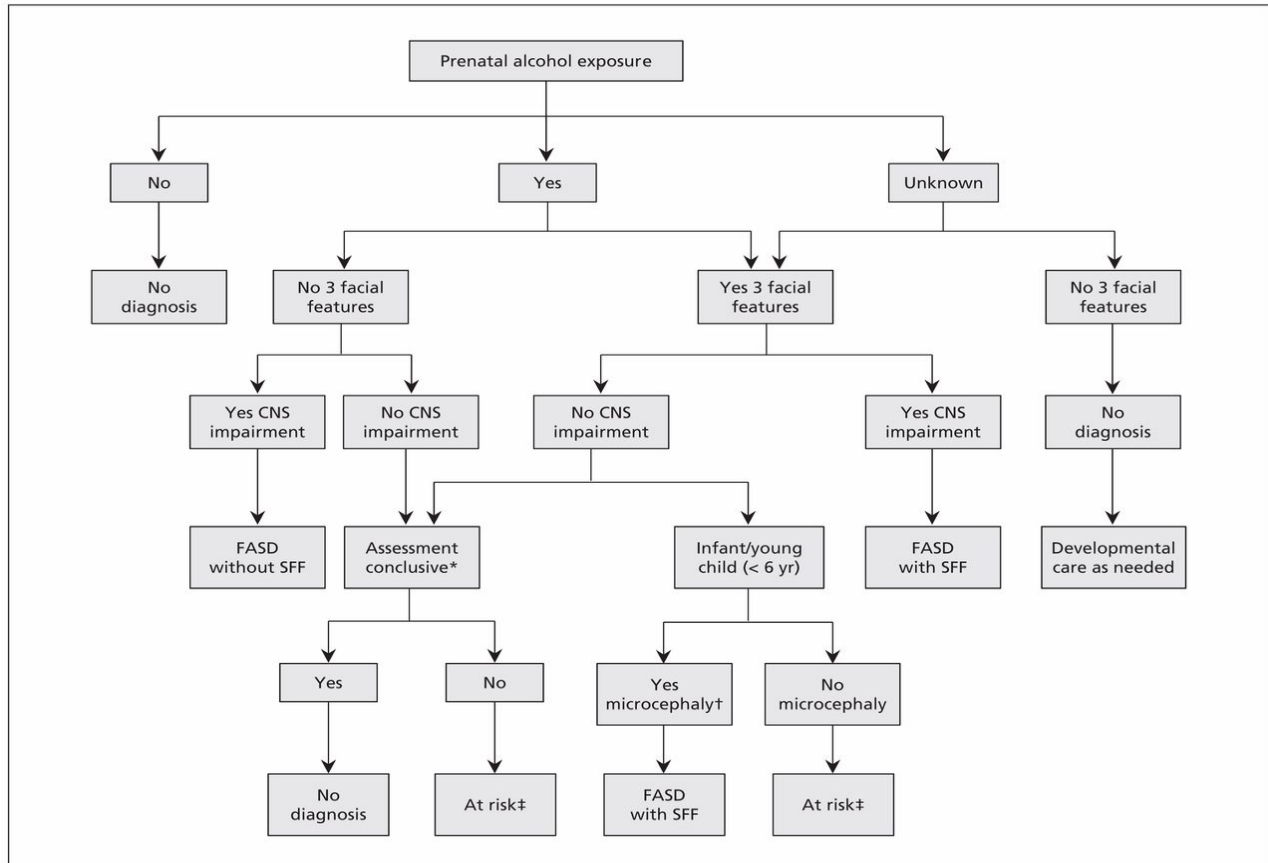 Prenatal alcohol exposure
No
Yes
Unknown
No
diagnosis
No 3 facial
features
Yes 3 facial
features
No 3 facial
features
Yes CNS
impairment
No CNS
impairment
No CNS
impairment
Yes CNS
impairment
No
diagnosis
FASD
without SFF
Assessment
conclusive*
Infant/young
child (< 6 yr)
FASD
with SFF
Developmental
care as needed
Yes
No
Yes
microcephaly†
No
microcephaly
No
diagnosis
At risk‡
FASD
with SFF
At risk‡